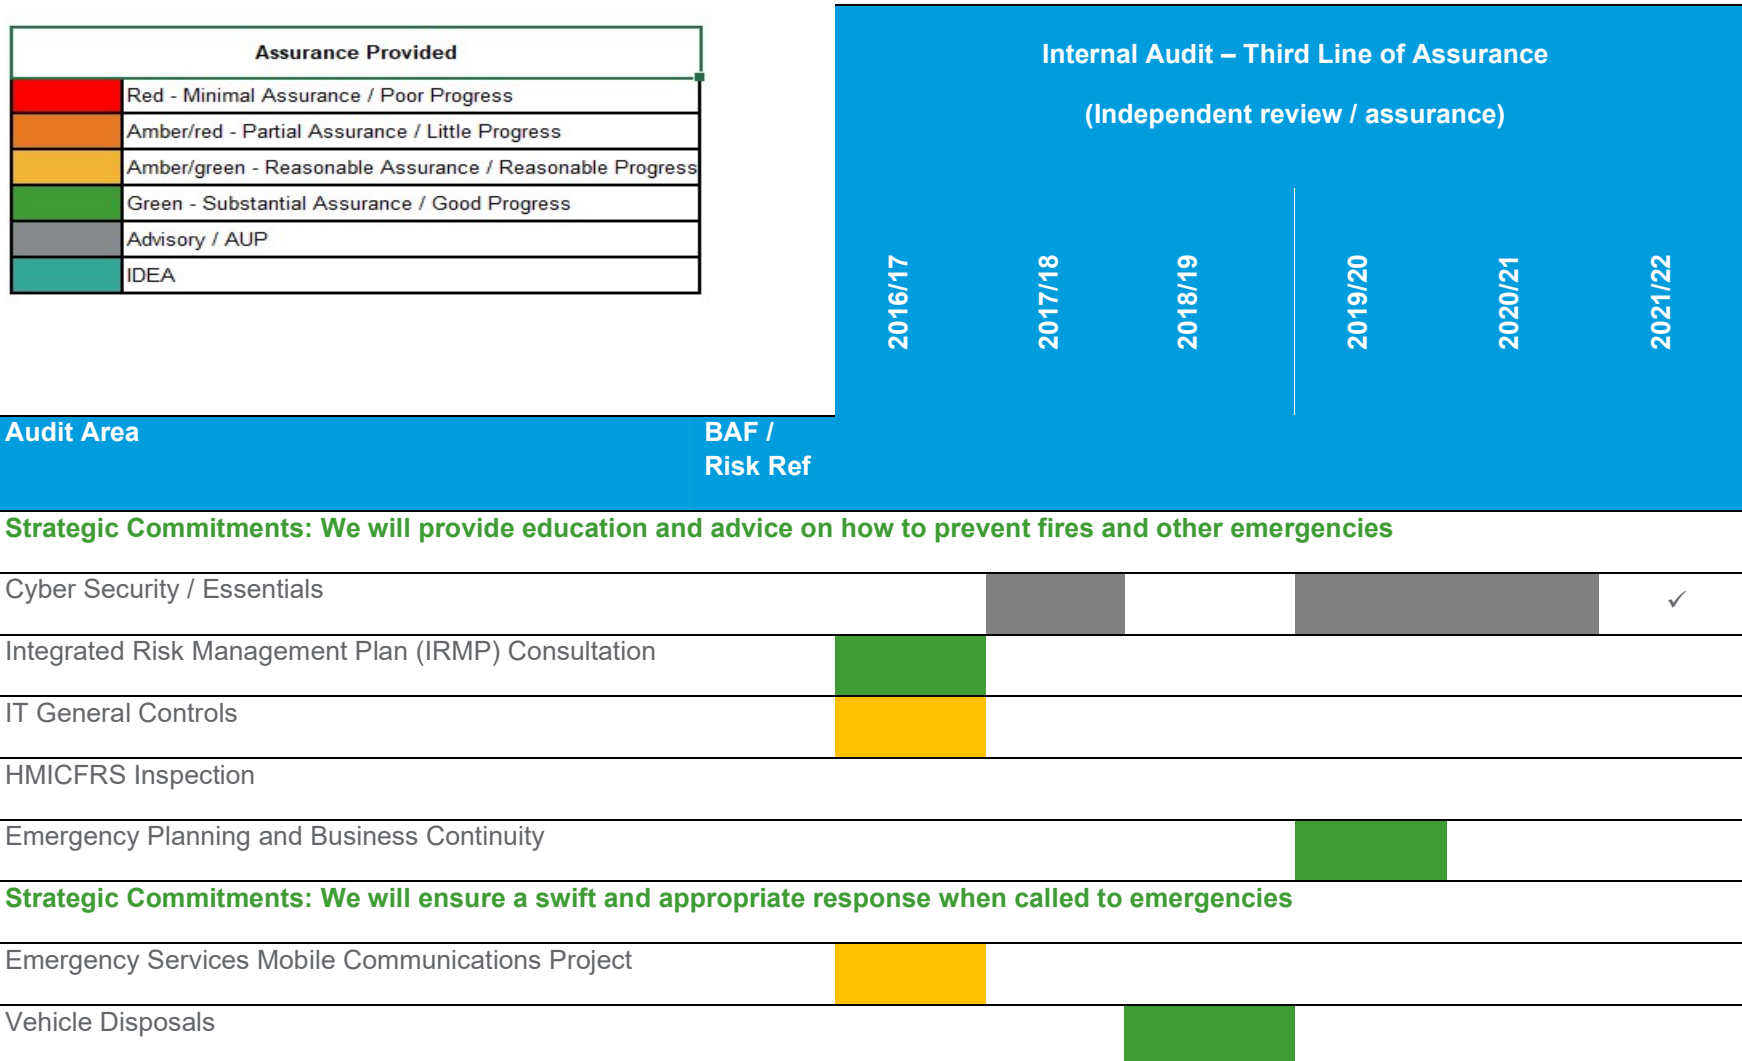 Assurance Provided
Red - Minimal Assurance / Poor Progress
Amber/red - Partial Assurance / Little Progress
Amber/green - Reasonable Assurance / Reasonable Progress
Green - Substantial Assurance / Good Progress
Advisory / AUP
IDEA
Internal Audit – Third Line of Assurance
(Independent review / assurance)
2016/17
2017/18
2018/19
2019/20
2020/21
2021/22
Audit Area
BAF /
Risk Ref
Strategic Commitments: We will provide education and advice on how to prevent fires and other emergencies
Cyber Security / Essentials ✓
Integrated Risk Management Plan (IRMP) Consultation
IT General Controls
HMICFRS Inspection
Emergency Planning and Business Continuity
Strategic Commitments: We will ensure a swift and appropriate response when called to emergencies
Emergency Services Mobile Communications Project
Vehicle Disposals